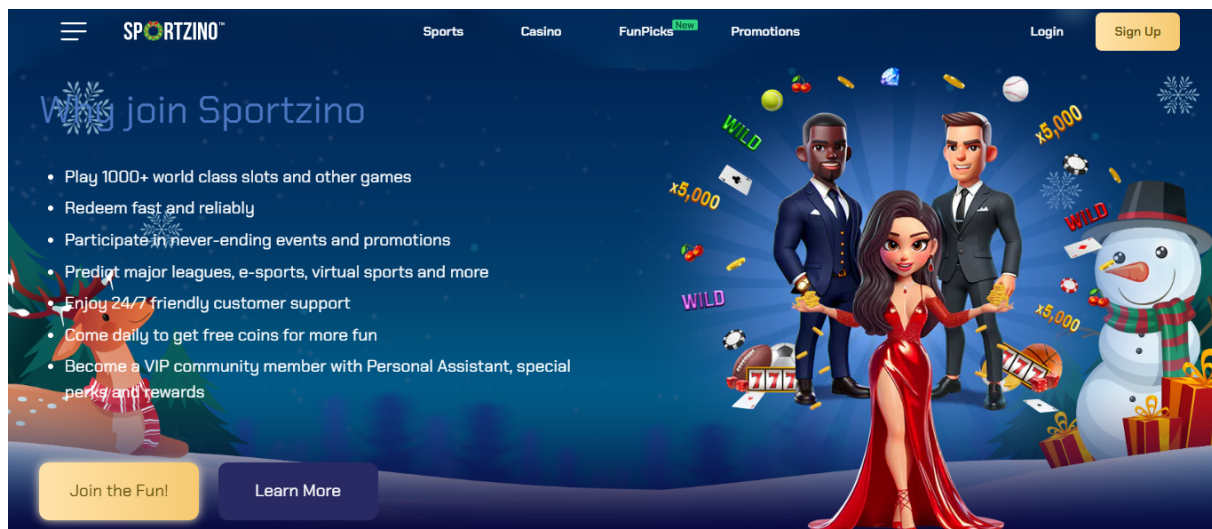 SPORTZINO™
Sports
Casino
FunPicks New
Promotions
Login
Sign Up
Why join Sportzino
• Play 1000+ world class slots and other games
• Redeem fast and reliably
• Participate in never-ending events and promotions
• Predict major leagues, e-sports, virtual sports and more
• Enjoy 24/7 friendly customer support
• Come daily to get free coins for more fun
• Become a VIP community member with Personal Assistant, special
perks and rewards
Join the Fun!
Learn More
WILD
x5,000
x5,000
WILD
WILD
x5,000
777
777